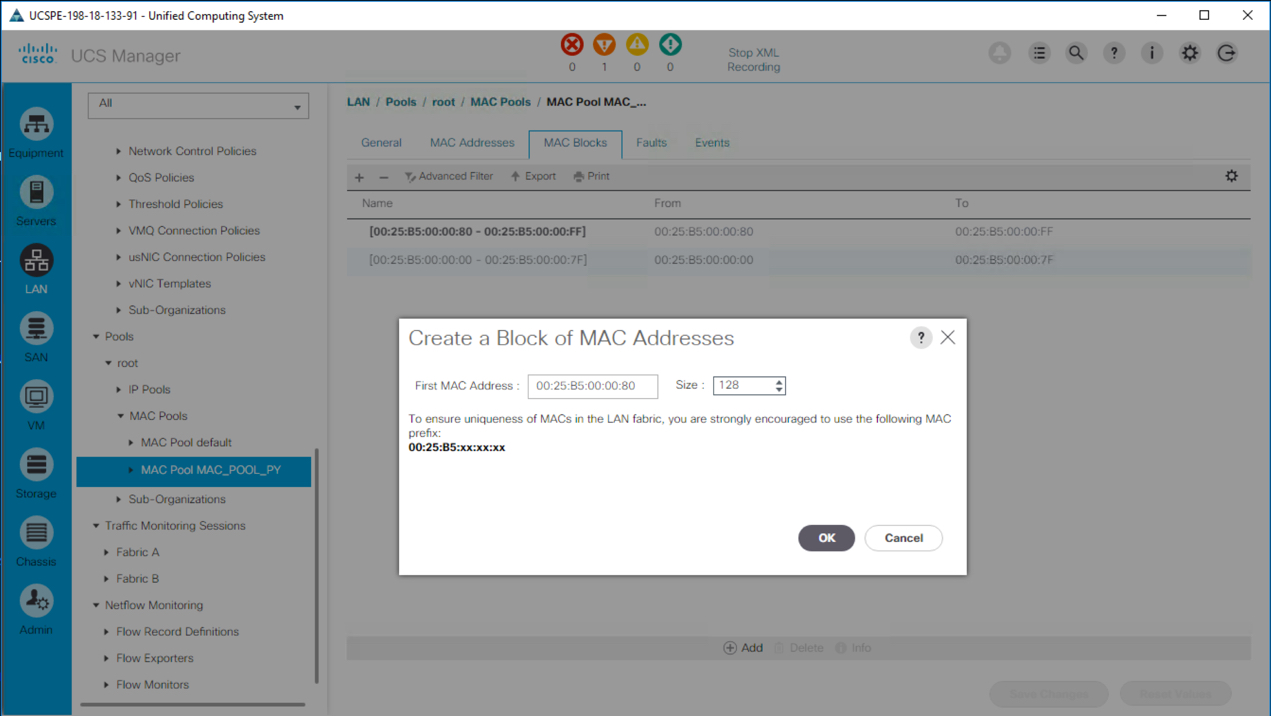 UCSPE-198-18-133-91 - Unified Computing System
CISCO UCS Manager
0 1 0 0
Stop XML
Recording
Equipment
Servers
LAN
SAN
VM
Storage
Chassis
Admin
All
Network Control Policies
QoS Policies
Threshold Policies
VMQ Connection Policies
usNIC Connection Policies
vNIC Templates
Sub-Organizations
Pools
root
IP Pools
MAC Pools
MAC Pool default
MAC Pool MAC_POOL_PY
Sub-Organizations
Traffic Monitoring Sessions
Fabric A
Fabric B
Netflow Monitoring
Flow Record Definitions
Flow Exporters
Flow Monitors
LAN / Pools / root / MAC Pools / MAC Pool MAC_...
General MAC Addresses MAC Blocks Faults Events
+ − Advanced Filter Export Print
Name From To
[00:25:B5:00:00:80 - 00:25:B5:00:00:FF] 00:25:B5:00:00:80 00:25:B5:00:00:FF
[00:25:B5:00:00:00 - 00:25:B5:00:00:7F] 00:25:B5:00:00:00 00:25:B5:00:00:7F
Create a Block of MAC Addresses ?
First MAC Address : 00:25:B5:00:00:80 Size : 128
To ensure uniqueness of MACs in the LAN fabric, you are strongly encouraged to use the following MAC
prefix:
00:25:B5:xx:xx:xx
OK Cancel
Add Delete Info
Save Changes Reset Values